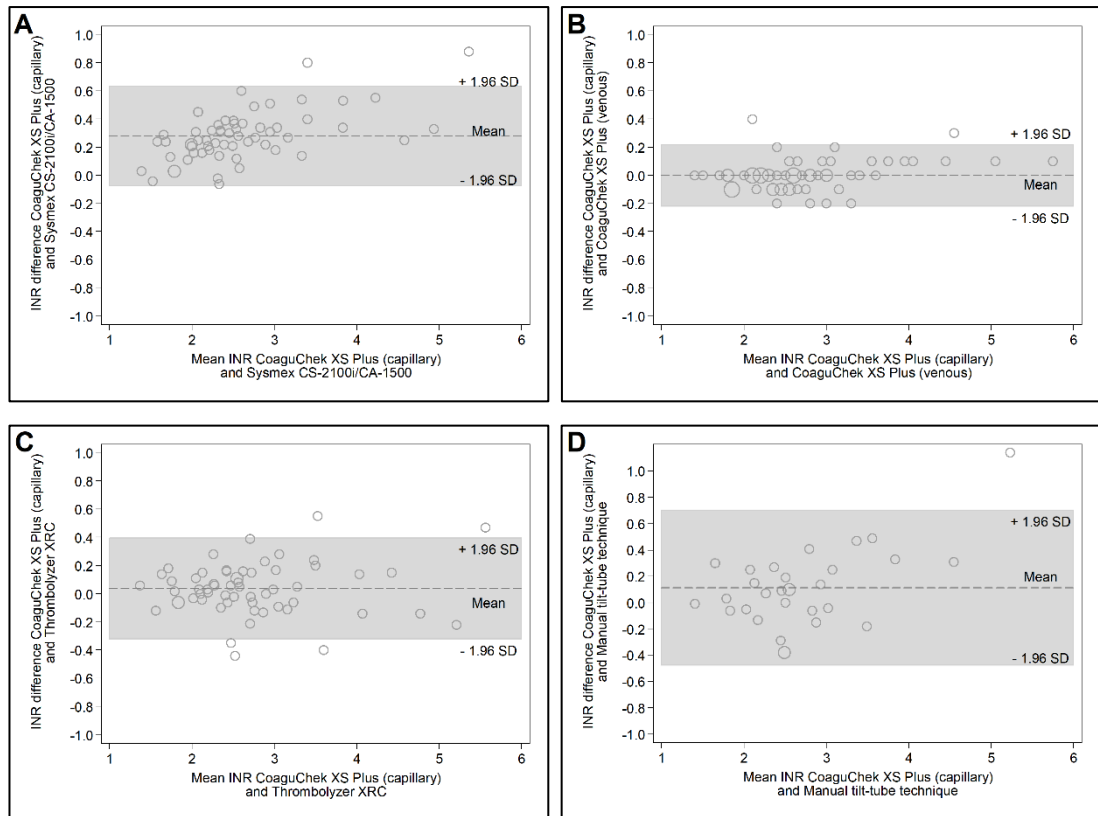 A
INR difference CoaguChek XS Plus (capillary)
and Sysmex CS-2100i/CA-1500
1.0
0.8
0.6
0.4
0.2
0.0
-0.2
-0.4
-0.6
-0.8
-1.0
+ 1.96 SD
Mean
- 1.96 SD
1 2 3 4 5 6
Mean INR CoaguChek XS Plus (capillary)
and Sysmex CS-2100i/CA-1500
B
INR difference CoaguChek XS Plus (capillary)
and CoaguChek XS Plus (venous)
1.0
0.8
0.6
0.4
0.2
0.0
-0.2
-0.4
-0.6
-0.8
-1.0
+ 1.96 SD
Mean
- 1.96 SD
1 2 3 4 5 6
Mean INR CoaguChek XS Plus (capillary)
and CoaguChek XS Plus (venous)
C
INR difference CoaguChek XS Plus (capillary)
and Thrombolyzer XRC
1.0
0.8
0.6
0.4
0.2
0.0
-0.2
-0.4
-0.6
-0.8
-1.0
+ 1.96 SD
Mean
- 1.96 SD
1 2 3 4 5 6
Mean INR CoaguChek XS Plus (capillary)
and Thrombolyzer XRC
D
INR difference CoaguChek XS Plus (capillary)
and Manual tilt-tube technique
1.0
0.8
0.6
0.4
0.2
0.0
-0.2
-0.4
-0.6
-0.8
-1.0
+ 1.96 SD
Mean
- 1.96 SD
1 2 3 4 5 6
Mean INR CoaguChek XS Plus (capillary)
and Manual tilt-tube technique